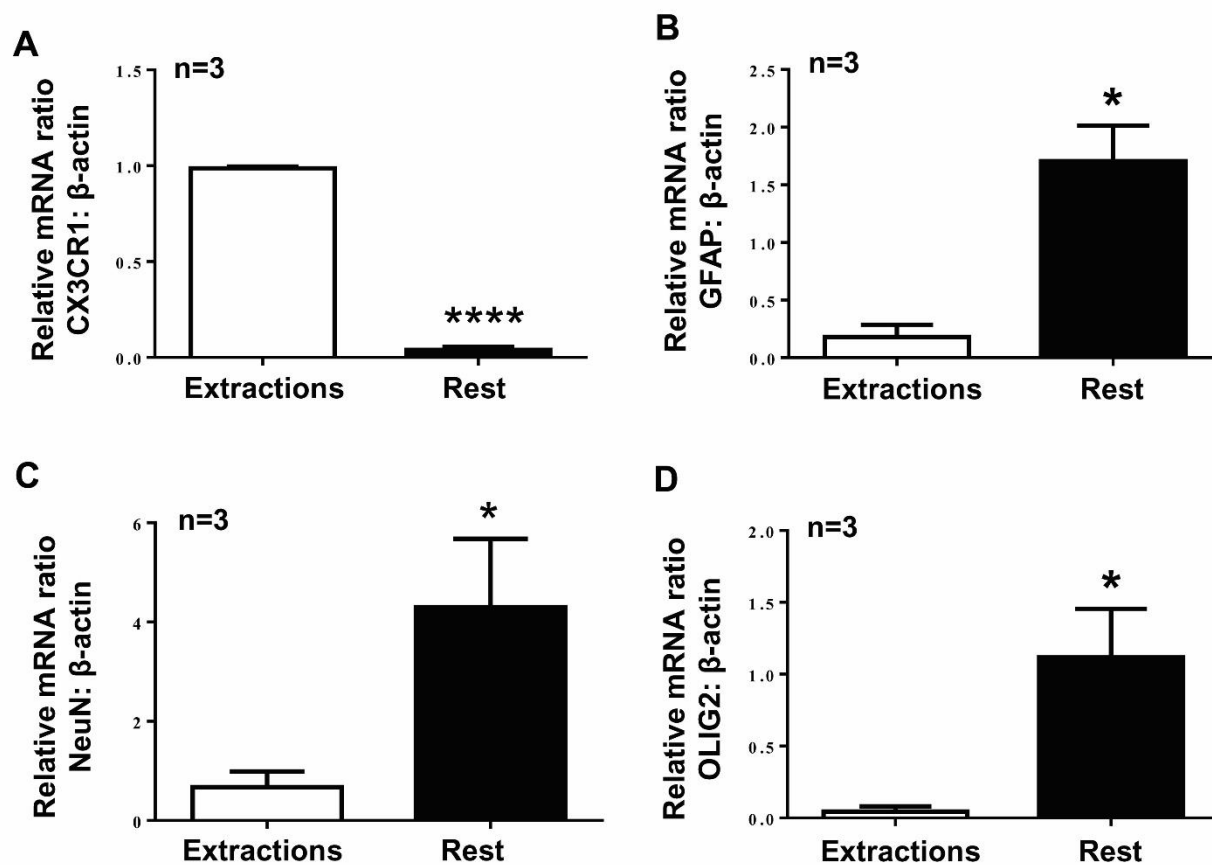 A
n=3
Relative mRNA ratio
CX3CR1: β-actin
1.5
1.0
0.5
0.0
****
Extractions
Rest
B
n=3
Relative mRNA ratio
GFAP: β-actin
2.5
2.0
1.5
1.0
0.5
0.0
*
Extractions
Rest
C
n=3
Relative mRNA ratio
NeuN: β-actin
6
4
2
0
*
Extractions
Rest
D
n=3
Relative mRNA ratio
OLIG2: β-actin
2.0
1.5
1.0
0.5
0.0
*
Extractions
Rest